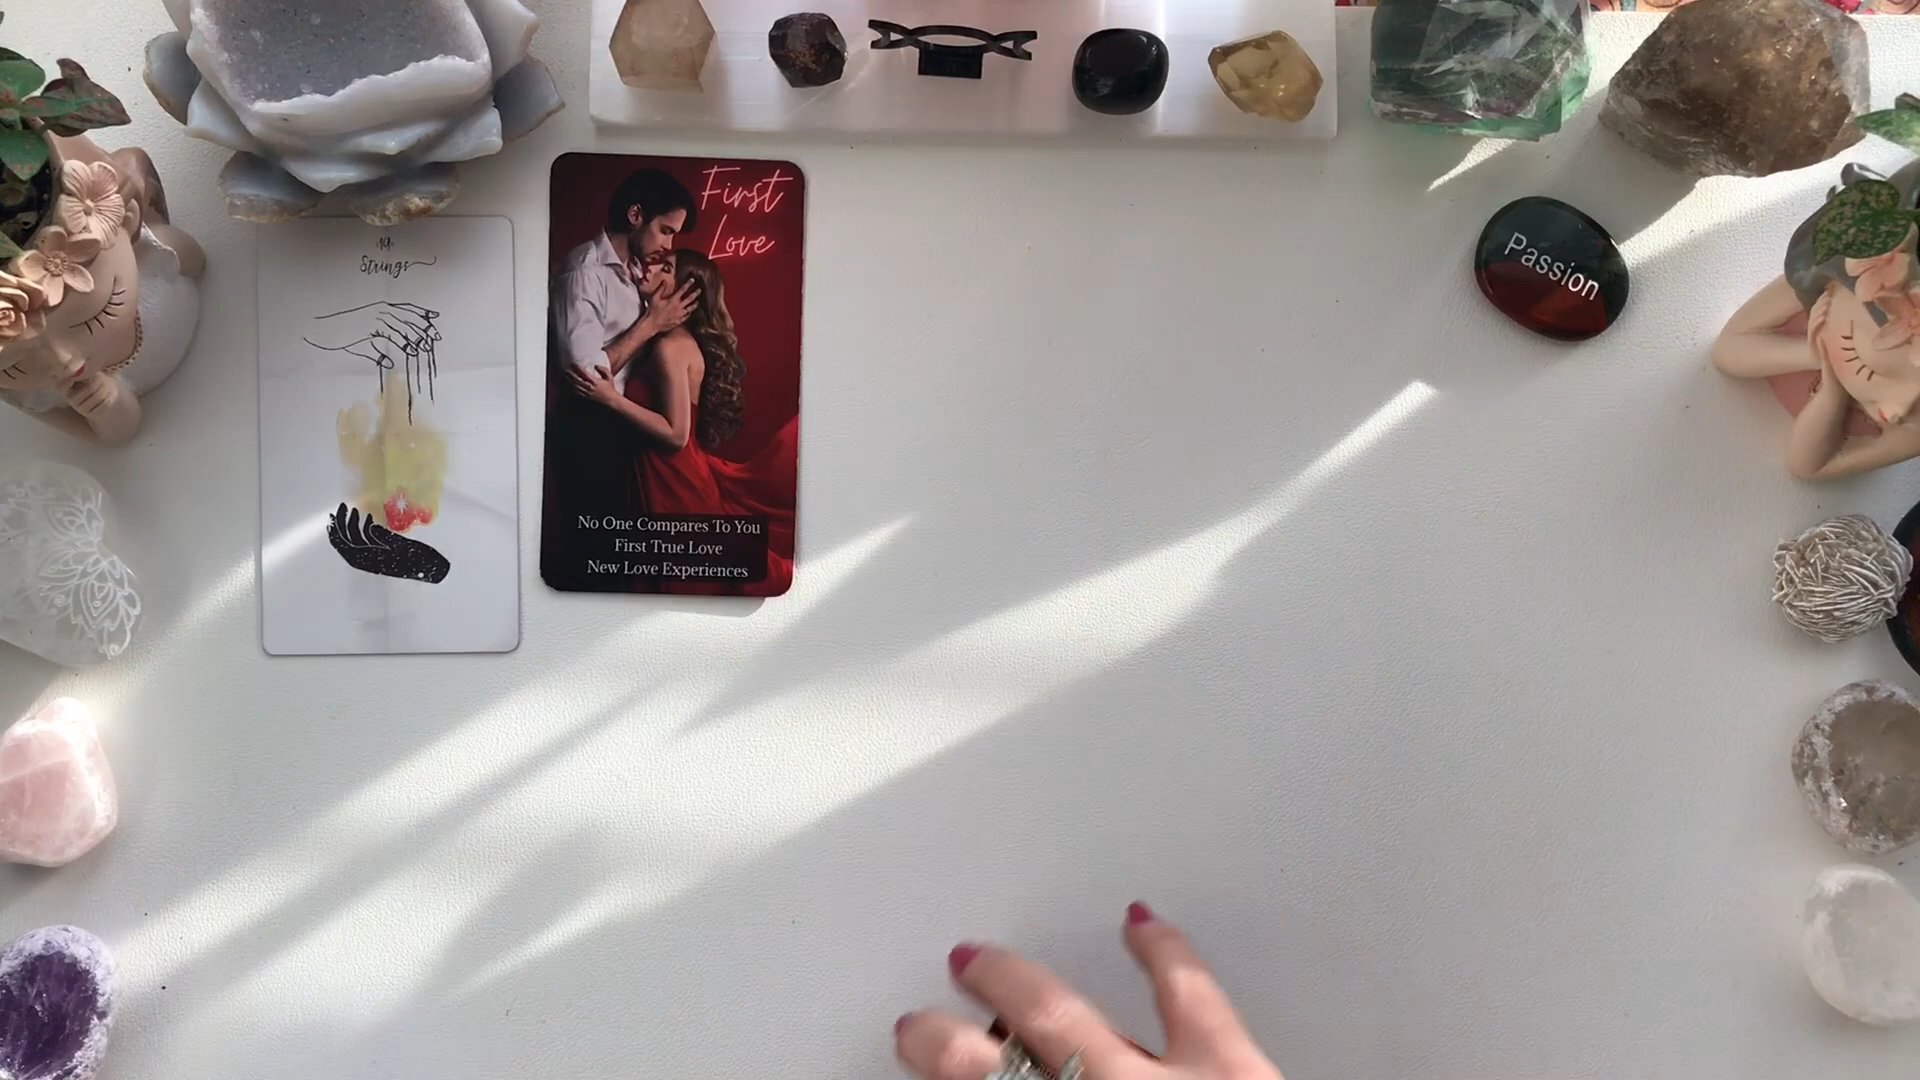 19.
Strings
First
Love
No One Compares To You
First True Love
New Love Experiences
Passion